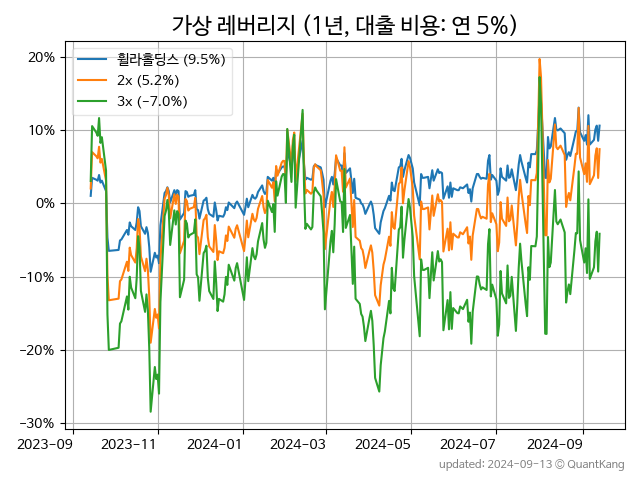 가상 레버리지 (1년, 대출 비용: 연 5%)
휠라홀딩스 (9.5%)
2x (5.2%)
3x (−7.0%)
20%
10%
0%
−10%
−20%
−30%
2023-09 2023-11 2024-01 2024-03 2024-05 2024-07 2024-09
updated: 2024-09-13 © QuantKang